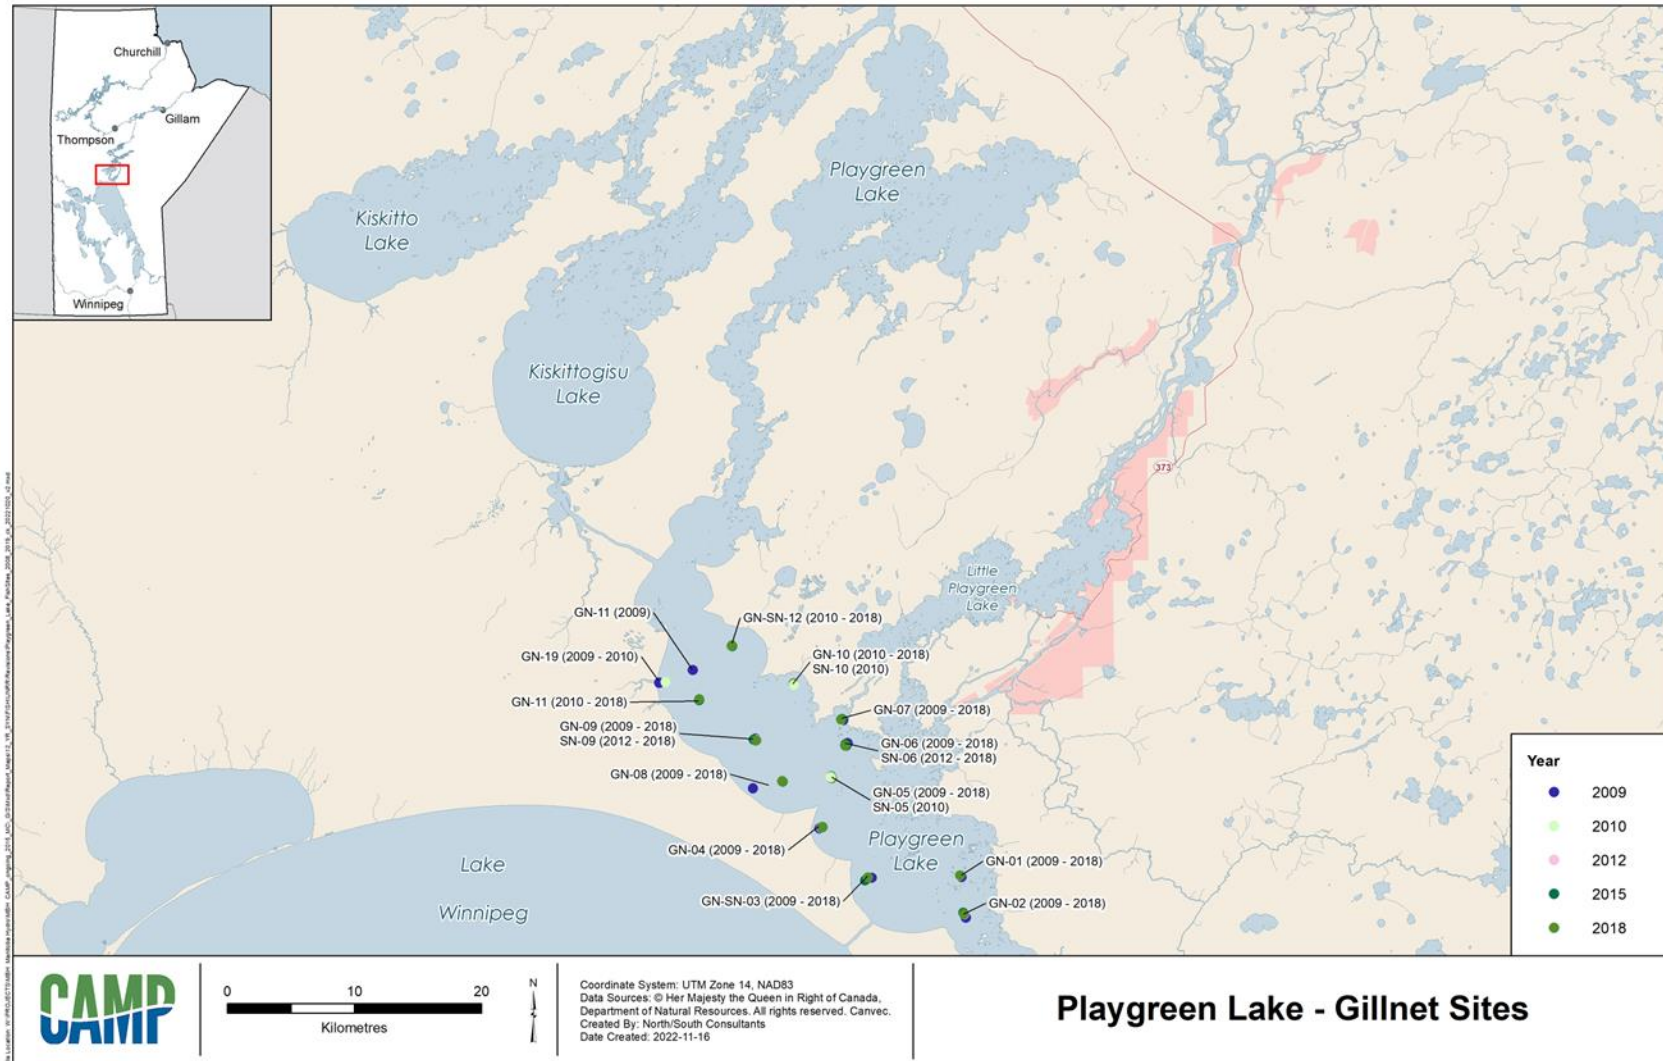 Churchill
Gillam
Thompson
Winnipeg
Playgreen
Lake
Kiskitto
Lake
Kiskittogisu
Lake
373
Little
Playgreen
Lake
GN-11 (2009)
GN-SN-12 (2010 - 2018)
GN-19 (2009 - 2010)
GN-10 (2010 - 2018)
SN-10 (2010)
GN-11 (2010 - 2018)
GN-07 (2009 - 2018)
GN-09 (2009 - 2018)
SN-09 (2012 - 2018)
GN-06 (2009 - 2018)
SN-06 (2012 - 2018)
GN-08 (2009 - 2018)
GN-05 (2009 - 2018)
SN-05 (2010)
Playgreen
Lake
GN-04 (2009 - 2018)
GN-01 (2009 - 2018)
GN-SN-03 (2009 - 2018)
GN-02 (2009 - 2018)
Lake
Winnipeg
Year
2009
2010
2012
2015
2018
CAMP
0 10 20
Kilometres
N
Coordinate System: UTM Zone 14, NAD83
Data Sources: © Her Majesty the Queen in Right of Canada,
Department of Natural Resources. All rights reserved. Canvec.
Created By: North/South Consultants
Date Created: 2022-11-16
Playgreen Lake - Gillnet Sites